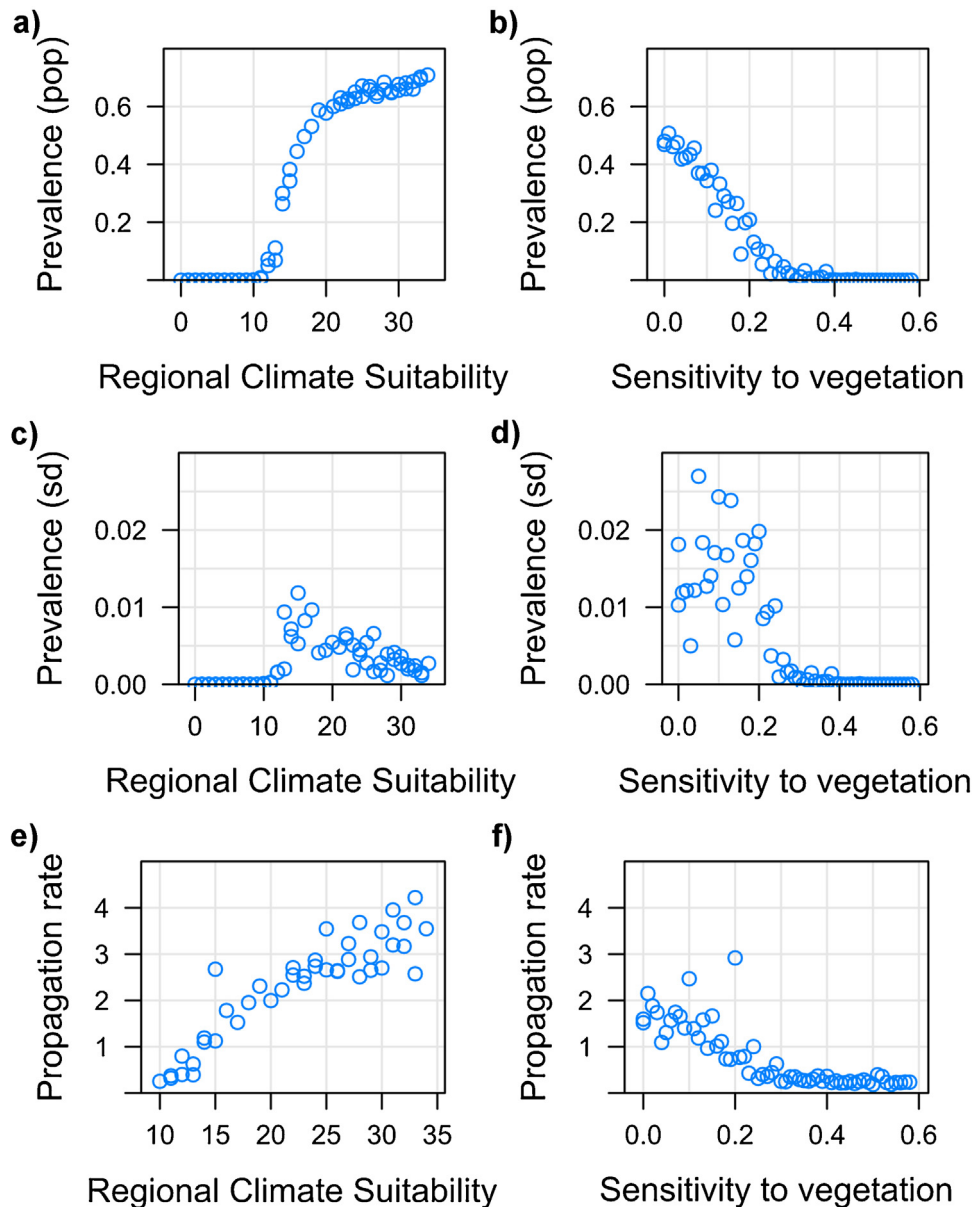 a)
b)
Prevalence (pop)
0.6
0.4
0.2
0 10 20 30
Regional Climate Suitability
Prevalence (pop)
0.6
0.4
0.2
0.0 0.2 0.4 0.6
Sensitivity to vegetation
c)
d)
Prevalence (sd)
0.02
0.01
0.00
0 10 20 30
Regional Climate Suitability
Prevalence (sd)
0.02
0.01
0.00
0.0 0.2 0.4 0.6
Sensitivity to vegetation
e)
f)
Propagation rate
4
3
2
1
10 15 20 25 30 35
Regional Climate Suitability
Propagation rate
4
3
2
1
0.0 0.2 0.4 0.6
Sensitivity to vegetation